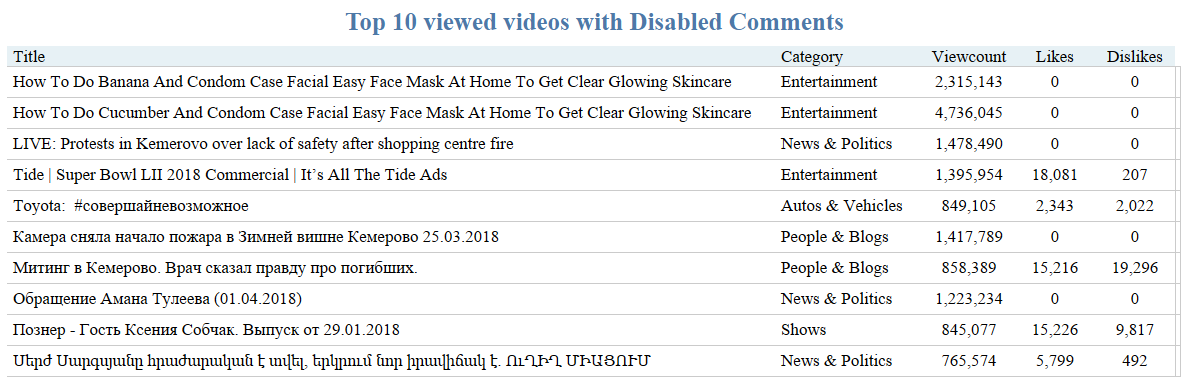 Top 10 viewed videos with Disabled Comments
Title Category Viewcount Likes Dislikes
How To Do Banana And Condom Case Facial Easy Face Mask At Home To Get Clear Glowing Skincare Entertainment 2,315,143 0 0
How To Do Cucumber And Condom Case Facial Easy Face Mask At Home To Get Clear Glowing Skincare Entertainment 4,736,045 0 0
LIVE: Protests in Kemerovo over lack of safety after shopping centre fire News & Politics 1,478,490 0 0
Tide | Super Bowl LII 2018 Commercial | It’s All The Tide Ads Entertainment 1,395,954 18,081 207
Toyota: #совершайневозможное Autos & Vehicles 849,105 2,343 2,022
Камера сняла начало пожара в Зимней вишне Кемерово 25.03.2018 People & Blogs 1,417,789 0 0
Митинг в Кемерово. Врач сказал правду про погибших. People & Blogs 858,389 15,216 19,296
Обращение Амана Тулеева (01.04.2018) News & Politics 1,223,234 0 0
Познер - Гость Ксения Собчак. Выпуск от 29.01.2018 Shows 845,077 15,226 9,817
Սերժ Սարգսյանը հրաժարական է տվել, երկրում նոր իրավիճակ է. ՈւՂԻՂ ՄԻԱՑՈՒՄ News & Politics 765,574 5,799 492